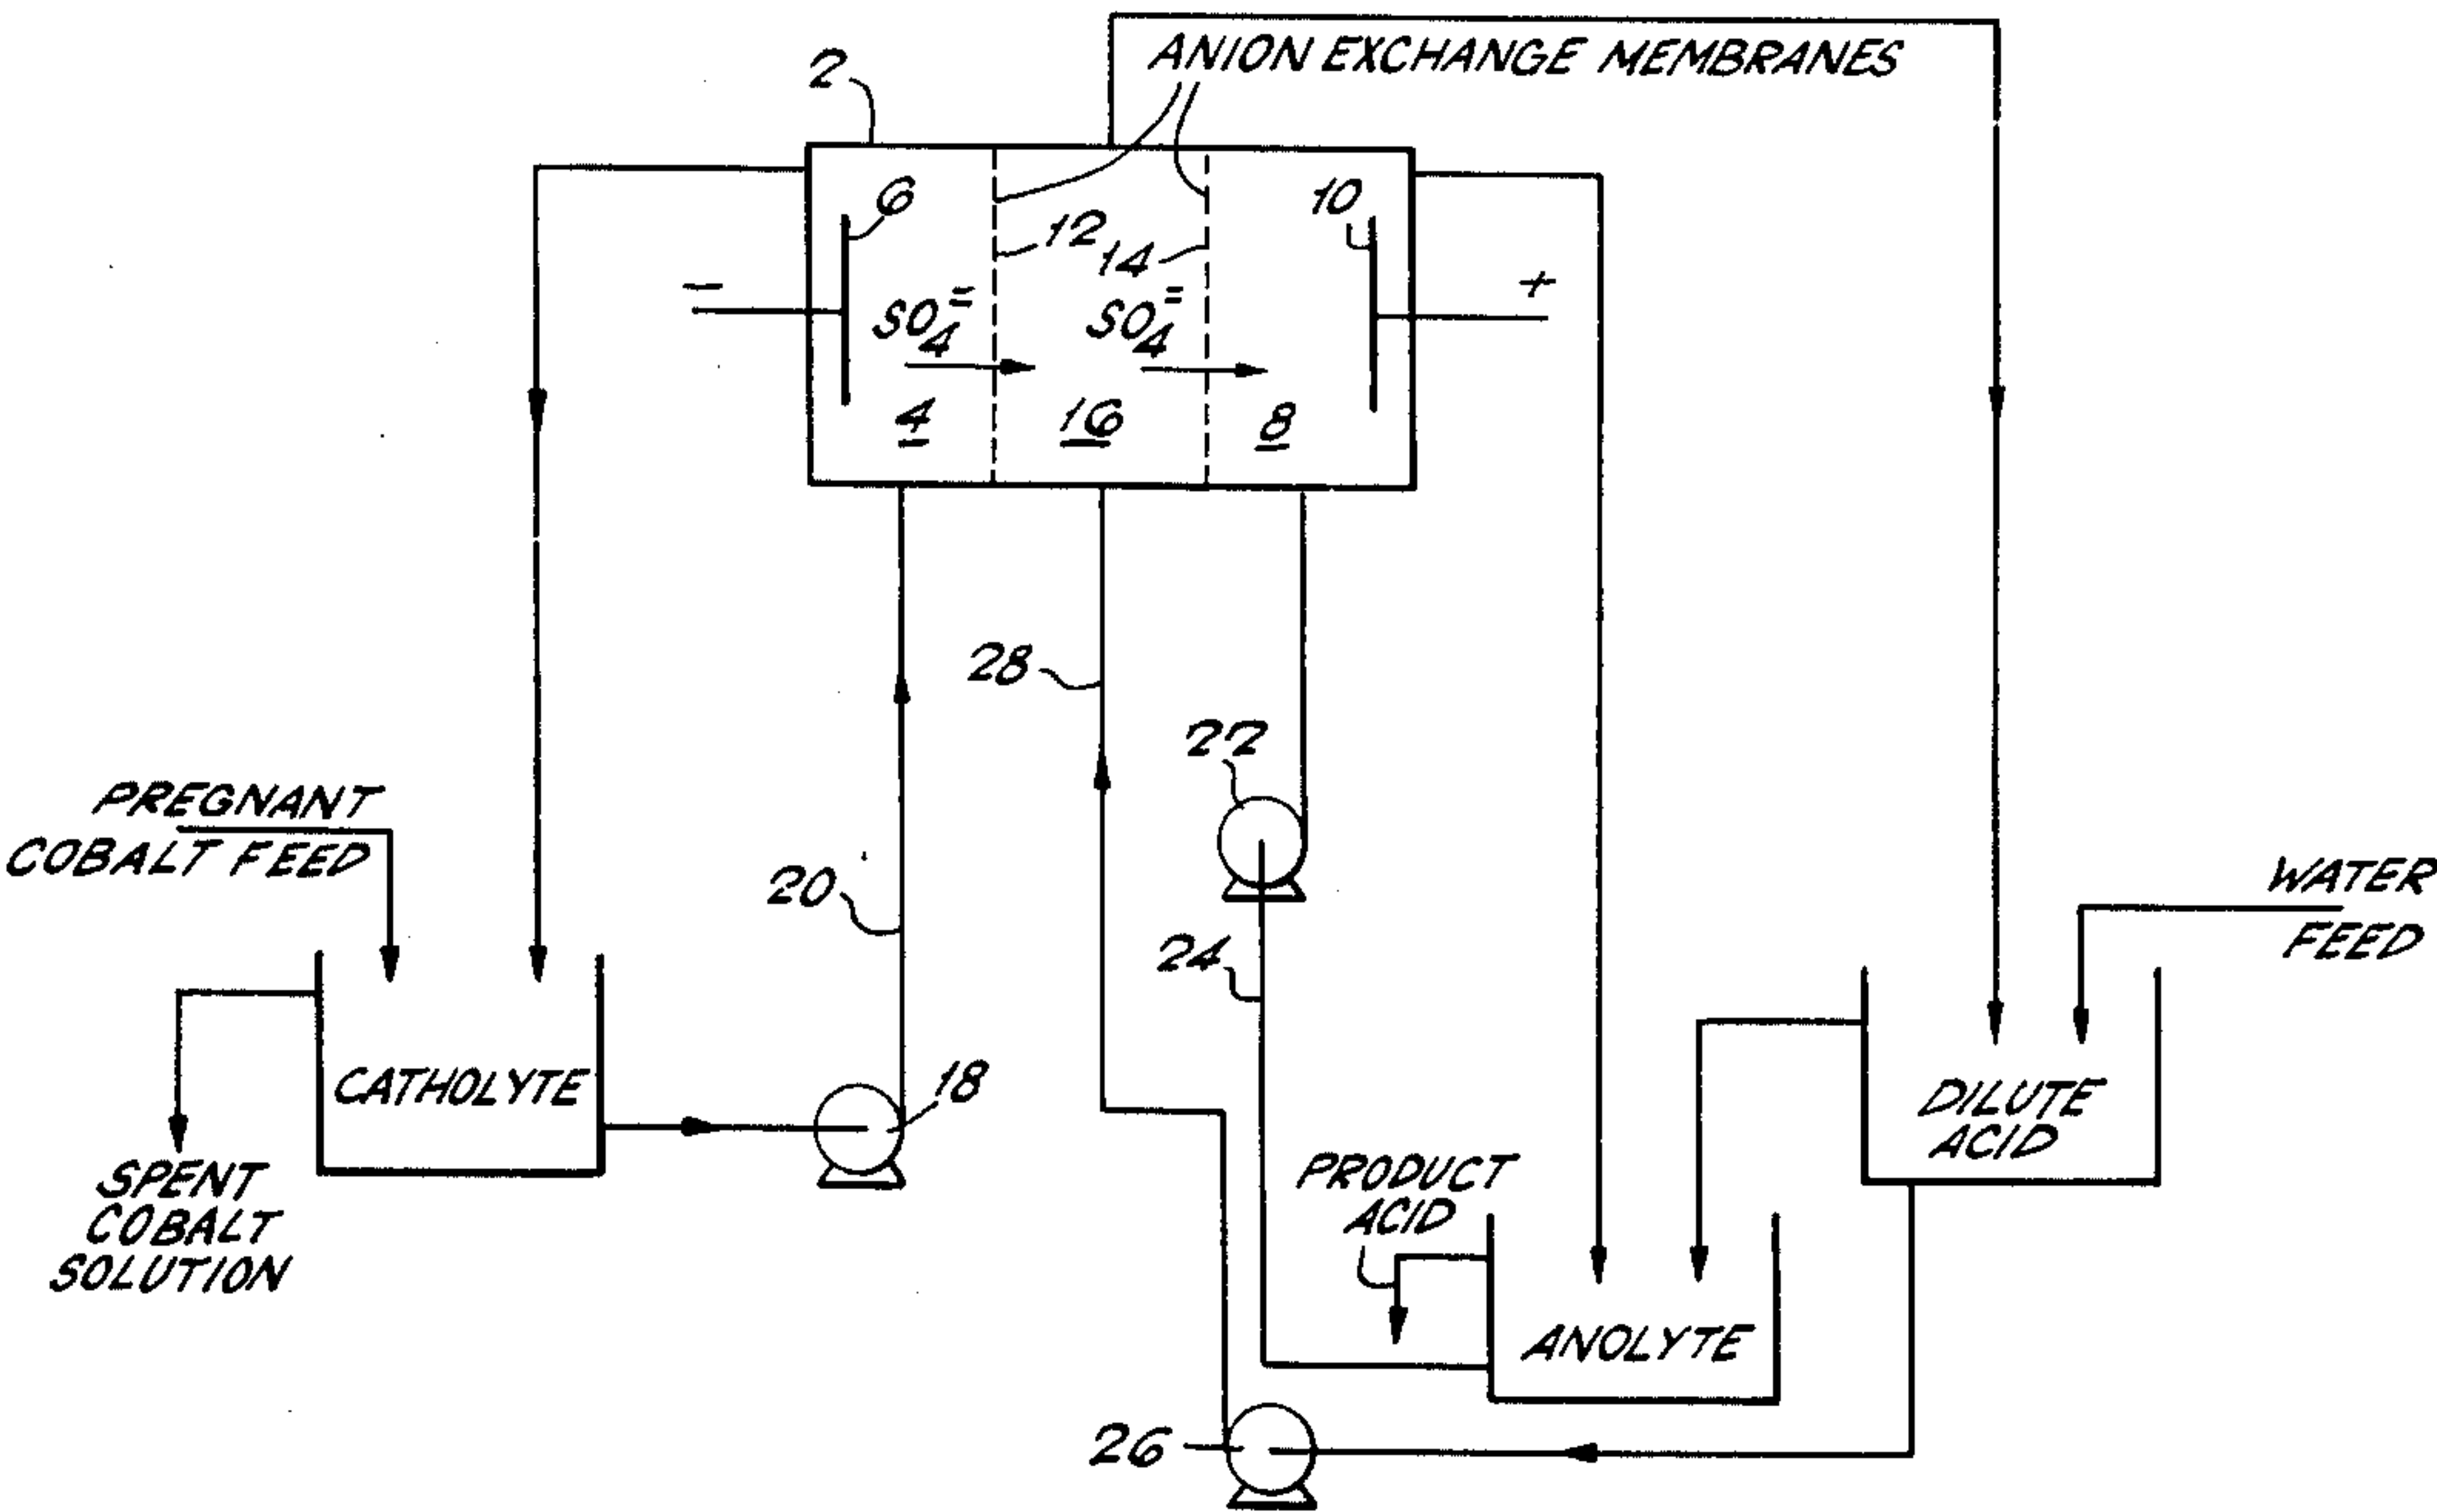 ANION EXCHANGE MEMBRANES
2
6
10
12
14
−
+
SO4=
SO4=
4
16
8
28
22
PREGNANT
COBALT FEED
20
24
WATER
FEED
CATHOLYTE
18
DILUTE
ACID
SPENT
COBALT
SOLUTION
PRODUCT
ACID
ANOLYTE
26